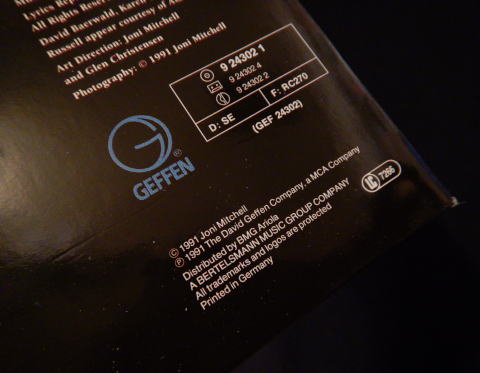 Lyrics Rep
All Rights Reserve
David Baerwald, Karen
Russell appear courtesy of A&
Art Direction: Joni Mitchell
and Glen Christensen
Photography: © 1991 Joni Mitchell
9 24302 1
9 24302 4
9 24302 2
D: SE
F: RC270
(GEF 24302)
GEFFEN®
LC 7266
© 1991 Joni Mitchell
℗ 1991 The David Geffen Company, a MCA Company
Distributed by BMG Ariola
A BERTELSMANN MUSIC GROUP COMPANY
All trademarks and logos are protected
Printed in Germany